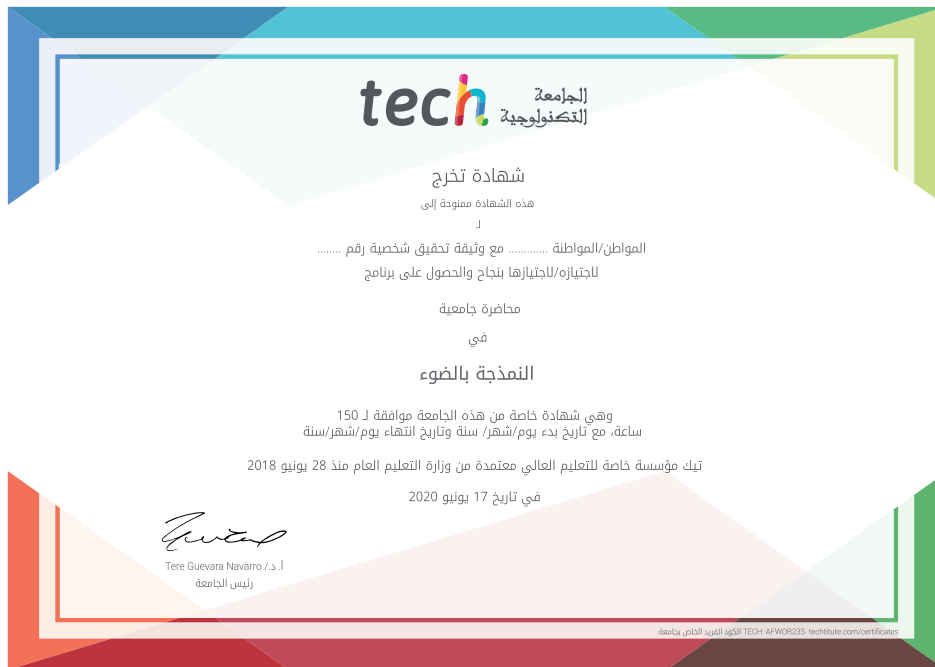 tech الجامعة
التكنولوجية
شهادة تخرج
هذه الشهادة ممنوحة إلى
لـ
المواطن/المواطنة ............. مع وثيقة تحقيق شخصية رقم ........
لاجتيازه/لاجتيازها بنجاح والحصول على برنامج
محاضرة جامعية
في
النمذجة بالضوء
وهي شهادة خاصة من هذه الجامعة موافقة لـ 150
ساعة، مع تاريخ بدء يوم/شهر/ سنة وتاريخ انتهاء يوم/شهر/سنة
تيك مؤسسة خاصة للتعليم العالي معتمدة من وزارة التعليم العام منذ 28 يونيو 2018
في تاريخ 17 يونيو 2020
أ. د./ Tere Guevara Navarro
رئيس الجامعة
الكود الفريد الخاص بجامعة TECH: AFWOR23S techtitute.com/certificates